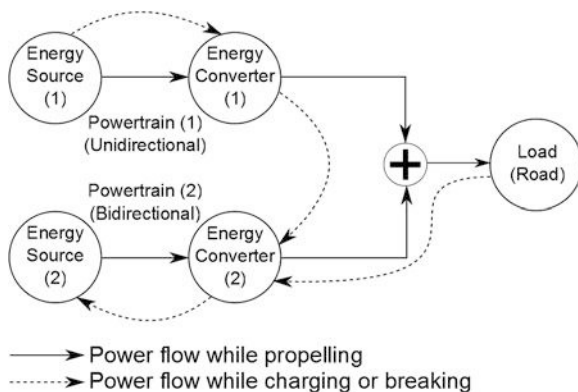 Energy
Source
(1)
Energy
Converter
(1)
Powertrain (1)
(Unidirectional)
Load
(Road)
Powertrain (2)
(Bidirectional)
Energy
Source
(2)
Energy
Converter
(2)
Power flow while propelling
Power flow while charging or breaking